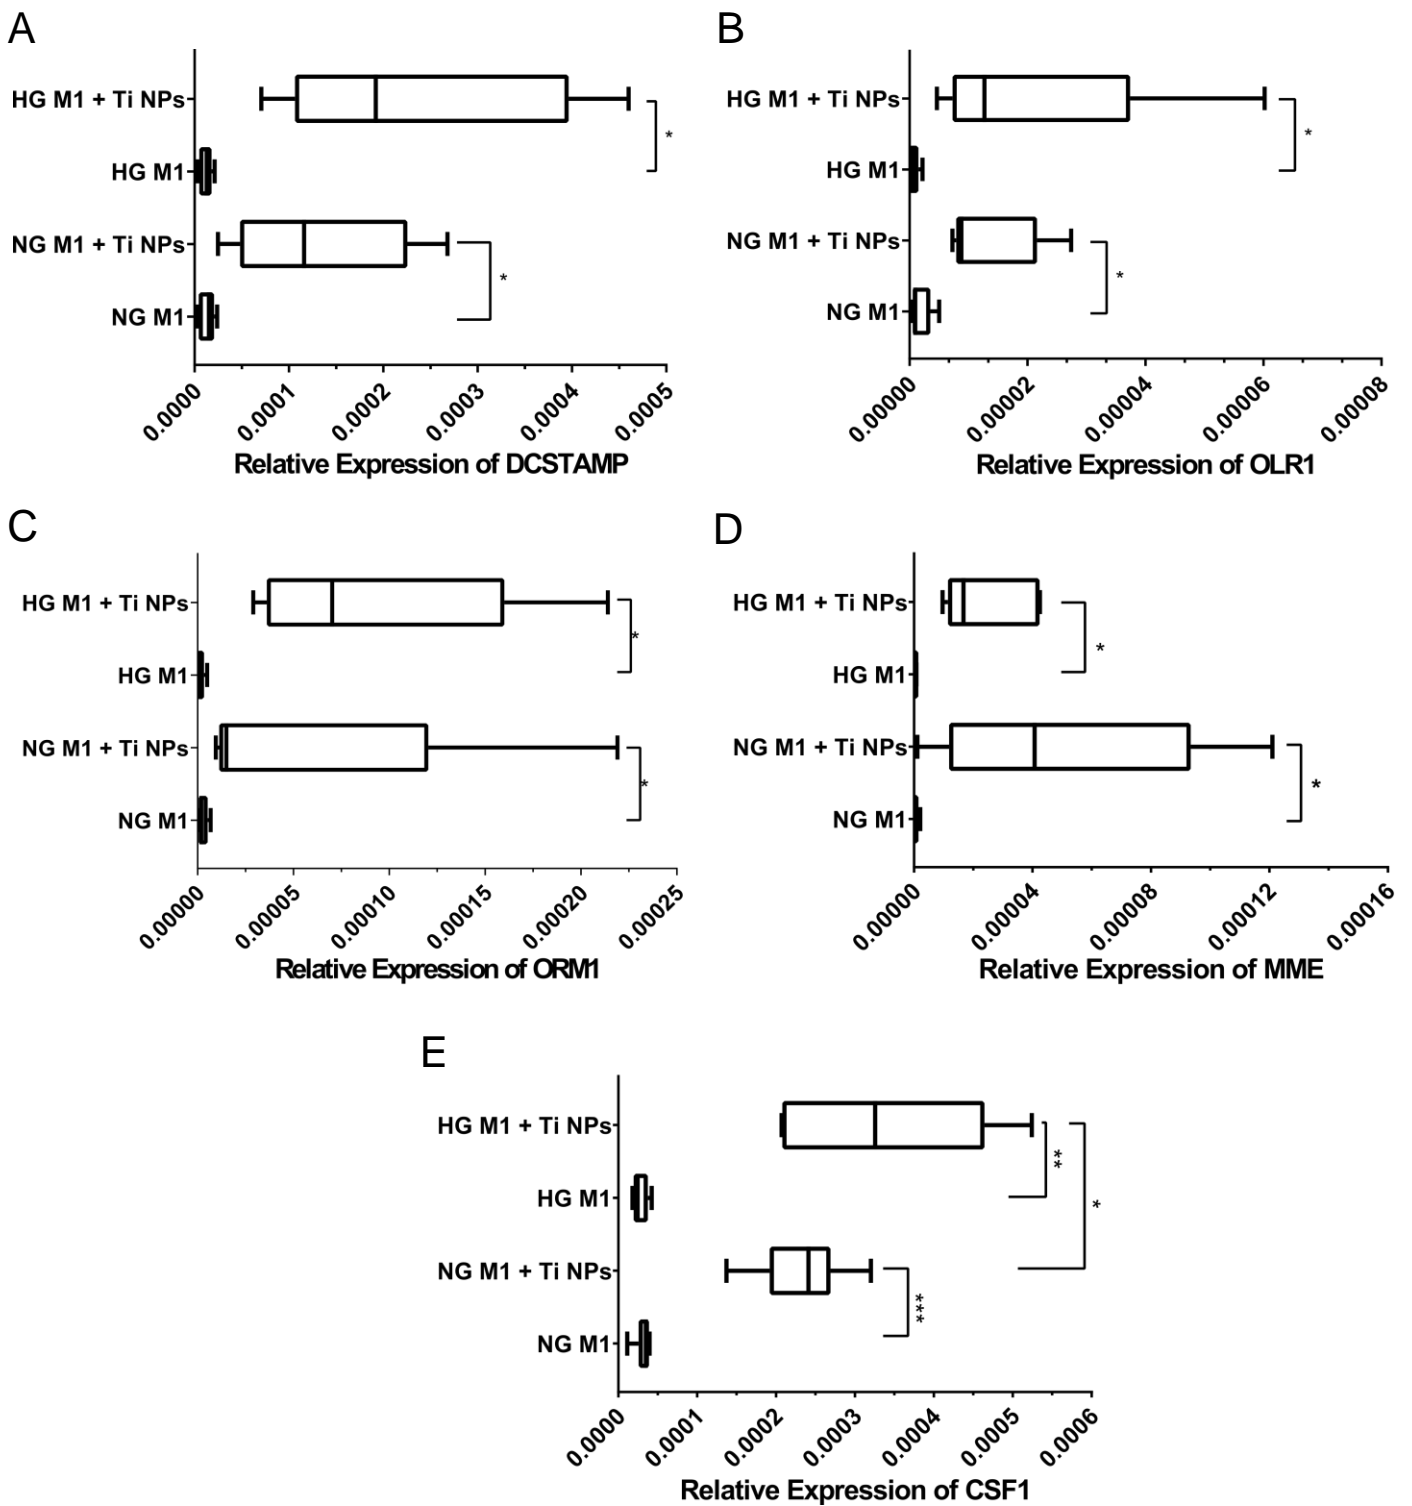 A
HG M1 + Ti NPs
HG M1
NG M1 + Ti NPs
NG M1
*
*
0.0000 0.0001 0.0002 0.0003 0.0004 0.0005
Relative Expression of DCSTAMP
B
HG M1 + Ti NPs
HG M1
NG M1 + Ti NPs
NG M1
*
*
0.000000 0.000002 0.000004 0.000006 0.000008
Relative Expression of OLR1
C
HG M1 + Ti NPs
HG M1
NG M1 + Ti NPs
NG M1
*
*
0.00000 0.00005 0.00010 0.00015 0.00020 0.00025
Relative Expression of ORM1
D
HG M1 + Ti NPs
HG M1
NG M1 + Ti NPs
NG M1
*
*
0.000000 0.00004 0.00008 0.00012 0.00016
Relative Expression of MME
E
HG M1 + Ti NPs
HG M1
NG M1 + Ti NPs
NG M1
**
*
***
0.0000 0.0001 0.0002 0.0003 0.0004 0.0005 0.0006
Relative Expression of CSF1